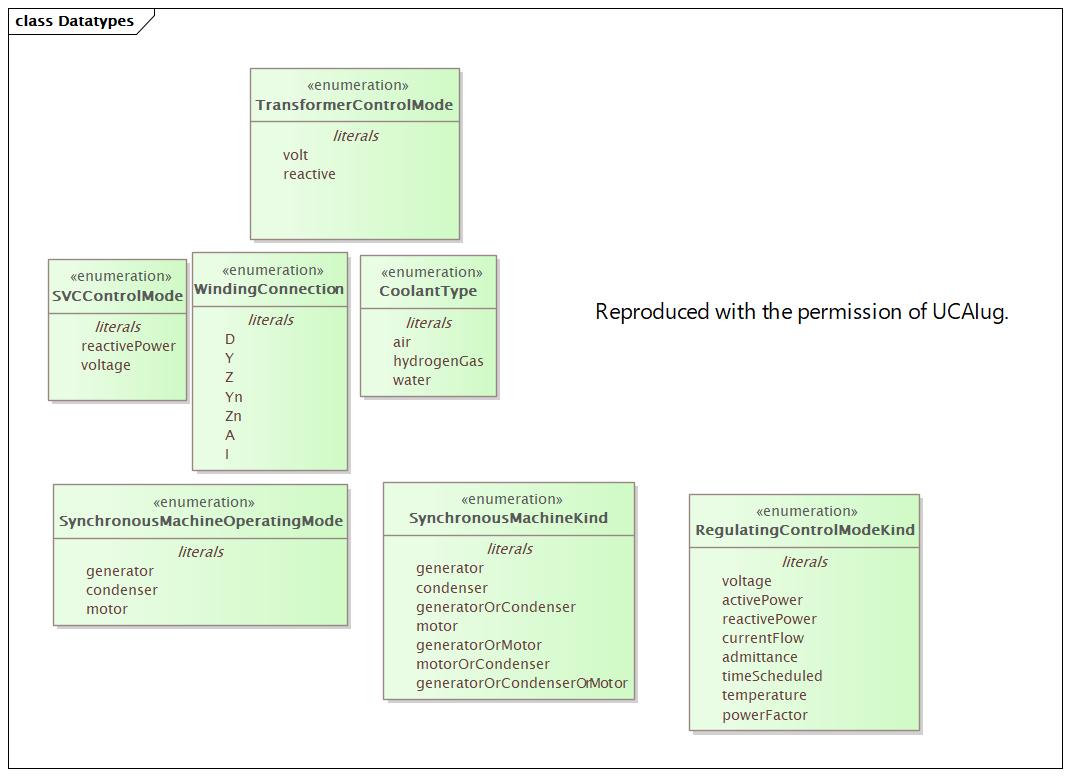 class Datatypes
«enumeration»
TransformerControlMode
literals
volt
reactive
«enumeration»
SVCControlMode
literals
reactivePower
voltage
«enumeration»
WindingConnection
literals
D
Y
Z
Yn
Zn
A
I
«enumeration»
CoolantType
literals
air
hydrogenGas
water
Reproduced with the permission of UCAIug.
«enumeration»
SynchronousMachineOperatingMode
literals
generator
condenser
motor
«enumeration»
SynchronousMachineKind
literals
generator
condenser
generatorOrCondenser
motor
generatorOrMotor
motorOrCondenser
generatorOrCondenserOrMotor
«enumeration»
RegulatingControlModeKind
literals
voltage
activePower
reactivePower
currentFlow
admittance
timeScheduled
temperature
powerFactor